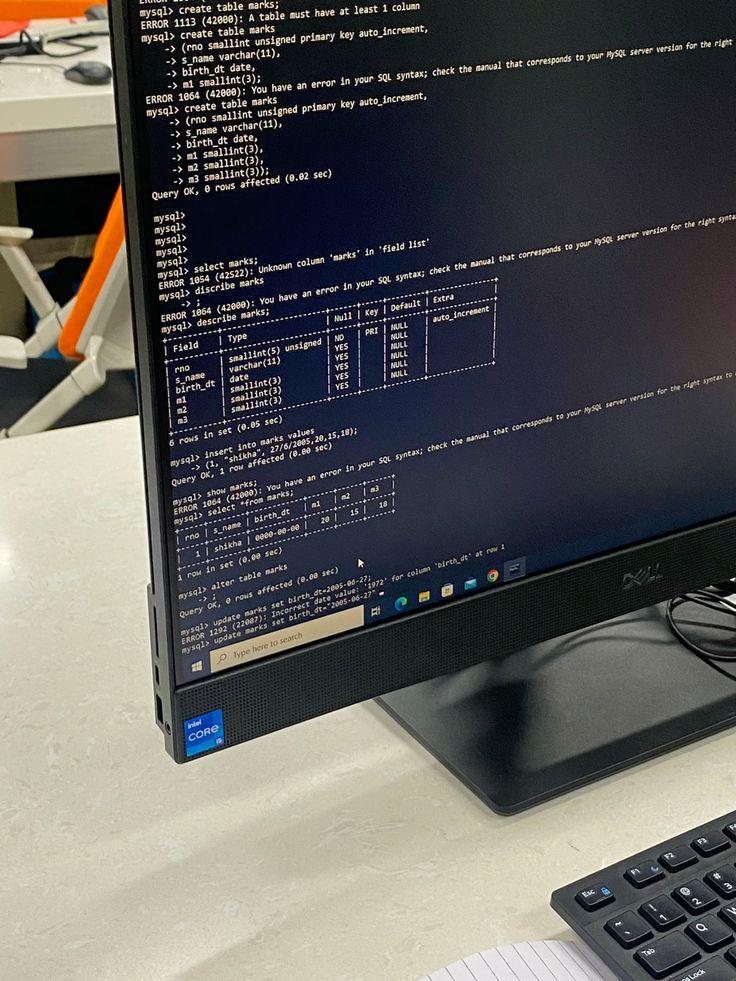 mysql> create table marks;
ERROR 1113 (42000): A table must have at least 1 column
mysql> create table marks
-> (rno smallint unsigned primary key auto_increment,
-> s_name varchar(11),
-> birth_dt date,
-> m1 smallint(3);
ERROR 1064 (42000): You have an error in your SQL syntax; check the manual that corresponds to your MySQL server version for the right
mysql> create table marks
-> (rno smallint unsigned primary key auto_increment,
-> s_name varchar(11),
-> birth_dt date,
-> m1 smallint(3),
-> m2 smallint(3),
-> m3 smallint(3));
Query OK, 0 rows affected (0.02 sec)
mysql>
mysql>
mysql>
mysql>
mysql>
mysql> select marks;
ERROR 1054 (42S22): Unknown column 'marks' in 'field list'
mysql> discribe marks
-> ;
ERROR 1064 (42000): You have an error in your SQL syntax; check the manual that corresponds to your MySQL server version for the right synta
mysql> describe marks;
| Field | Type | Null | Key | Default | Extra
| rno | smallint(5) unsigned | NO | PRI | NULL | auto_increment |
| s_name | varchar(11) | YES | | NULL | |
| birth_dt | date | YES | | NULL | |
| m1 | smallint(3) | YES | | NULL | |
| m2 | smallint(3) | YES | | NULL | |
| m3 | smallint(3) | YES | | NULL | |
6 rows in set (0.05 sec)
mysql> insert into marks values
-> (1, "shikha", 27/6/2005,20,15,18);
Query OK, 1 row affected (0.00 sec)
mysql> show marks;
ERROR 1064 (42000): You have an error in your SQL syntax; check the manual that corresponds to your MySQL server version for the right syntax to
mysql> select *from marks;
| rno | s_name | birth_dt | m1 | m2 | m3 |
| 1 | shikha | 0000-00-00 | 20 | 15 | 18 |
1 row in set (0.00 sec)
mysql> alter table marks
-> ;
Query OK, 0 rows affected (0.00 sec)
mysql> update marks set birth_dt=2005-06-27;
ERROR 1292 (22007): Incorrect date value: '1972' for column 'birth_dt' at row 1
mysql> update marks set birth_dt="2005-06-27"
Type here to search
DELL
intel
CORE
i5
Esc
F1
F2
F3
~
!
1
@
2
#
3
Tab
Q
W
s Lock